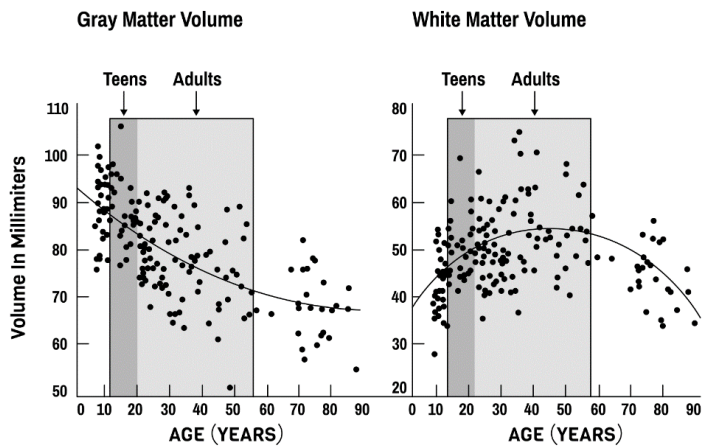 Gray Matter Volume
White Matter Volume
Teens
Adults
Teens
Adults
Volume In Millimiters
110
100
90
80
70
60
50
0 10 20 30 40 50 60 70 80 90
AGE (YEARS)
80
70
60
50
40
30
20
0 10 20 30 40 50 60 70 80 90
AGE (YEARS)